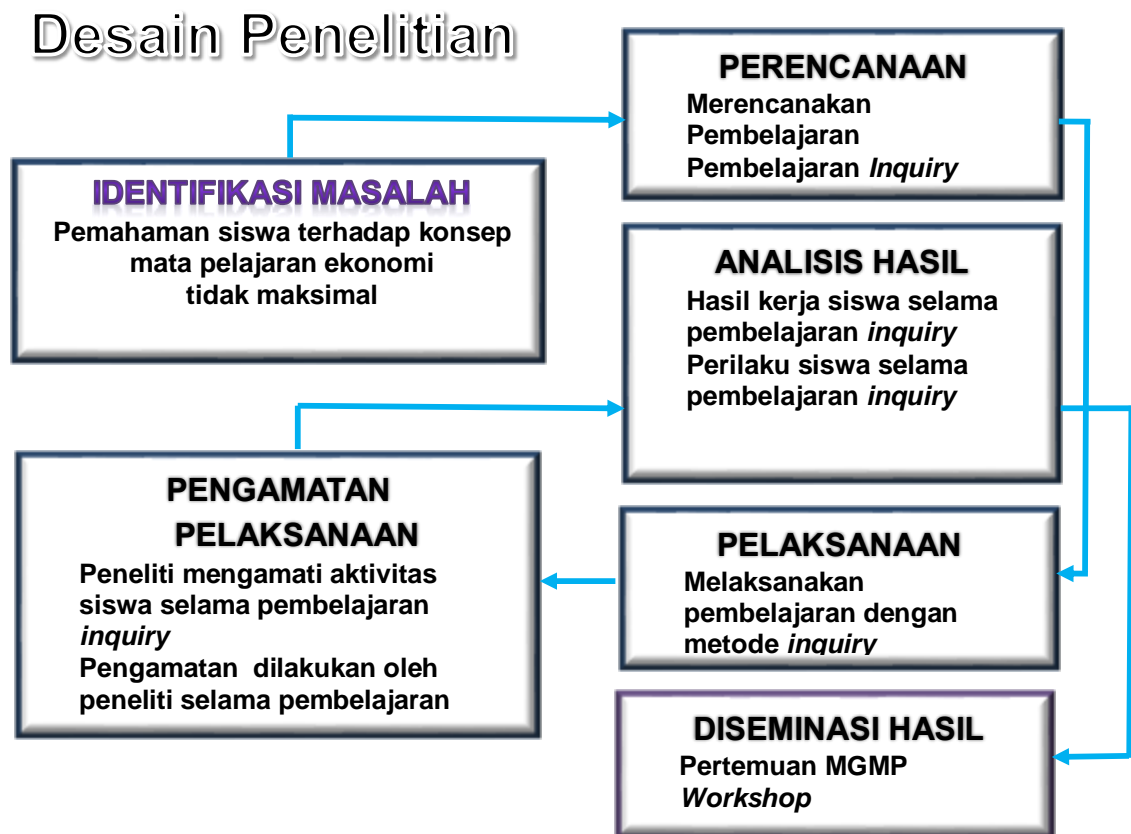 Desain Penelitian
PERENCANAAN
Merencanakan
Pembelajaran
Pembelajaran Inquiry
IDENTIFIKASI MASALAH
Pemahaman siswa terhadap konsep
mata pelajaran ekonomi
tidak maksimal
ANALISIS HASIL
Hasil kerja siswa selama
pembelajaran inquiry
Perilaku siswa selama
pembelajaran inquiry
PENGAMATAN
PELAKSANAAN
Peneliti mengamati aktivitas
siswa selama pembelajaran
inquiry
Pengamatan dilakukan oleh
peneliti selama pembelajaran
PELAKSANAAN
Melaksanakan
pembelajaran dengan
metode inquiry
DISEMINASI HASIL
Pertemuan MGMP
Workshop